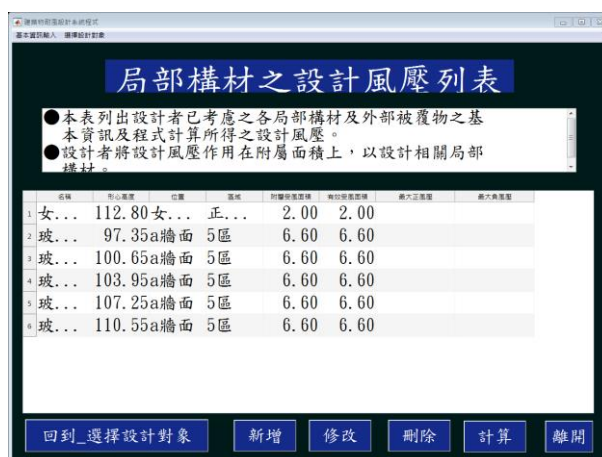 建築物耐風設計系統程式
基本資訊輸入 選擇設計對象
局部構材之設計風壓列表
●本表列出設計者已考慮之各局部構材及外部被覆物之基
本資訊及程式計算所得之設計風壓。
●設計者將設計風壓作用在附屬面積上，以設計相關局部
構材。
名稱 形心高度 位置 區域 附屬受風面積 有效受風面積 最大正風壓 最大負風壓
1 女... 112.80 女... 正... 2.00 2.00
2 玻... 97.35 a牆面 5區 6.60 6.60
3 玻... 100.65 a牆面 5區 6.60 6.60
4 玻... 103.95 a牆面 5區 6.60 6.60
5 玻... 107.25 a牆面 5區 6.60 6.60
6 玻... 110.55 a牆面 5區 6.60 6.60
回到_選擇設計對象 新增 修改 刪除 計算 離開